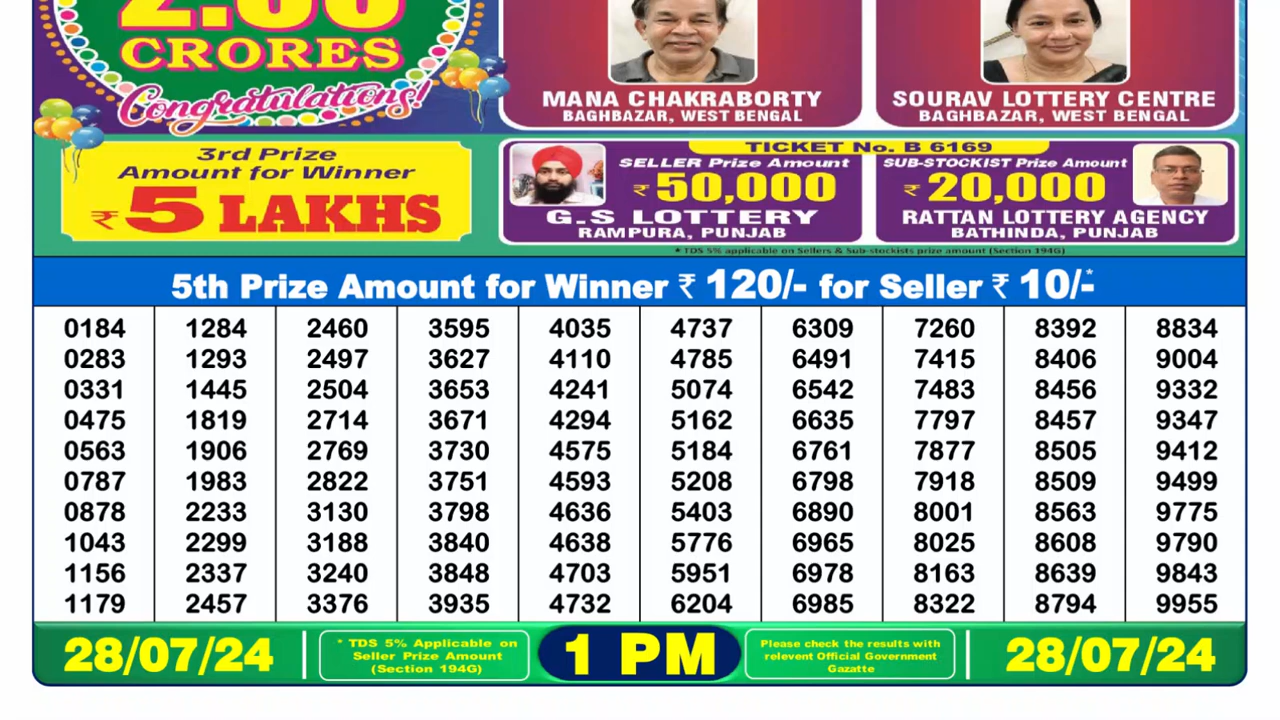 CRORES
Congratulations!
MANA CHAKRABORTY
BAGHBAZAR, WEST BENGAL
SOURAV LOTTERY CENTRE
BAGHBAZAR, WEST BENGAL
3rd Prize
Amount for Winner
₹ 5 LAKHS
TICKET No. B 6169
SELLER Prize Amount
₹ 50,000
G.S LOTTERY
RAMPURA, PUNJAB
SUB-STOCKIST Prize Amount
₹ 20,000
RATTAN LOTTERY AGENCY
BATHINDA, PUNJAB
* TDS 5% applicable on Sellers & Sub-stockists prize amount (Section 194G)
5th Prize Amount for Winner ₹ 120/- for Seller ₹ 10/-*
0184 1284 2460 3595 4035 4737 6309 7260 8392 8834
0283 1293 2497 3627 4110 4785 6491 7415 8406 9004
0331 1445 2504 3653 4241 5074 6542 7483 8456 9332
0475 1819 2714 3671 4294 5162 6635 7797 8457 9347
0563 1906 2769 3730 4575 5184 6761 7877 8505 9412
0787 1983 2822 3751 4593 5208 6798 7918 8509 9499
0878 2233 3130 3798 4636 5403 6890 8001 8563 9775
1043 2299 3188 3840 4638 5776 6965 8025 8608 9790
1156 2337 3240 3848 4703 5951 6978 8163 8639 9843
1179 2457 3376 3935 4732 6204 6985 8322 8794 9955
28/07/24
* TDS 5% Applicable on
Seller Prize Amount
(Section 194G)
1 PM
Please check the results with
relevent Official Government
Gazatte
28/07/24